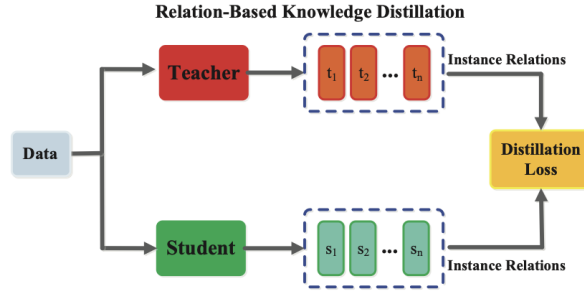 Relation-Based Knowledge Distillation
Teacher
t1 t2 ... tn
Instance Relations
Data
Distillation
Loss
Student
s1 s2 ... sn
Instance Relations